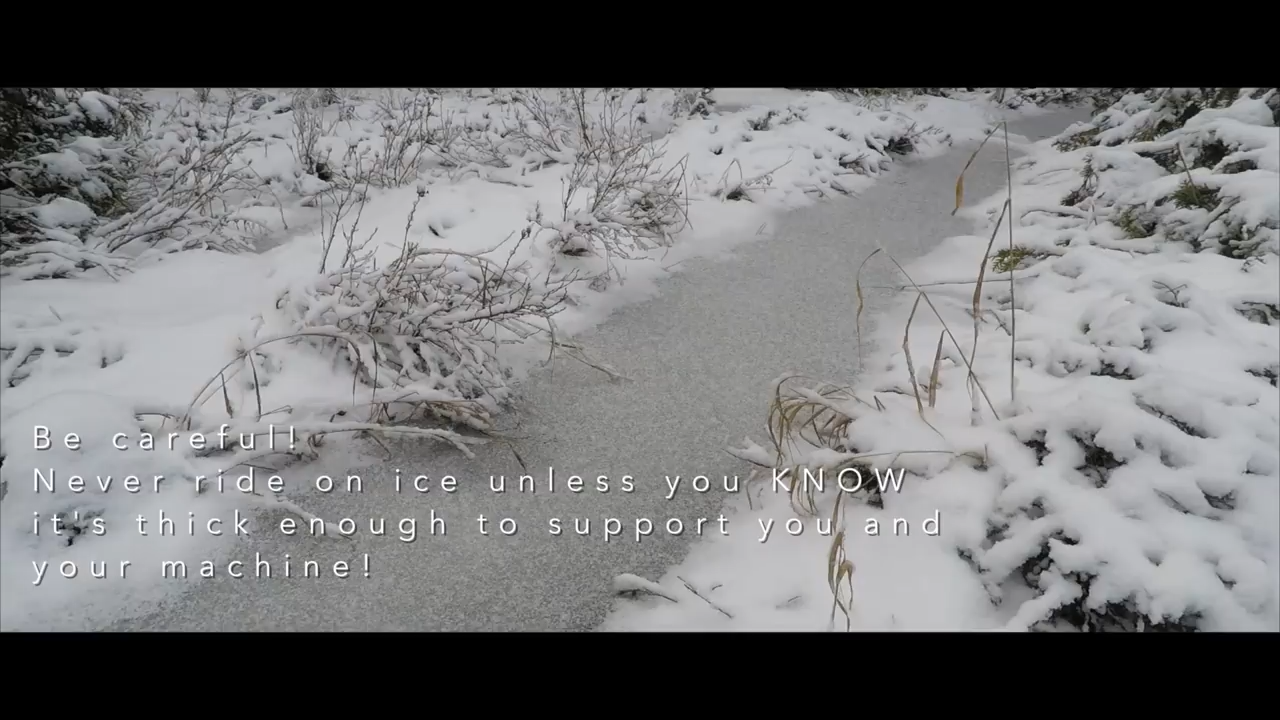 Be careful!
Never ride on ice unless you KNOW
it's thick enough to support you and
your machine!